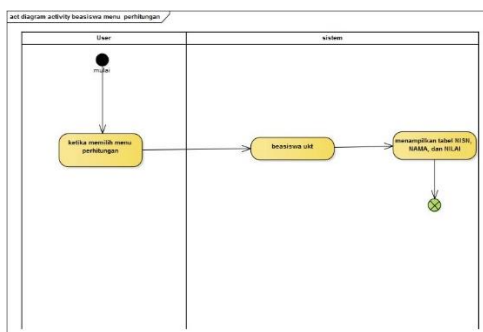 act diagram activity beasiswa menu perhitungan
User
sistem
mulai
ketika memilih menu
perhitungan
beasiswa ukt
menampilkan tabel NISN,
NAMA, dan NILAI